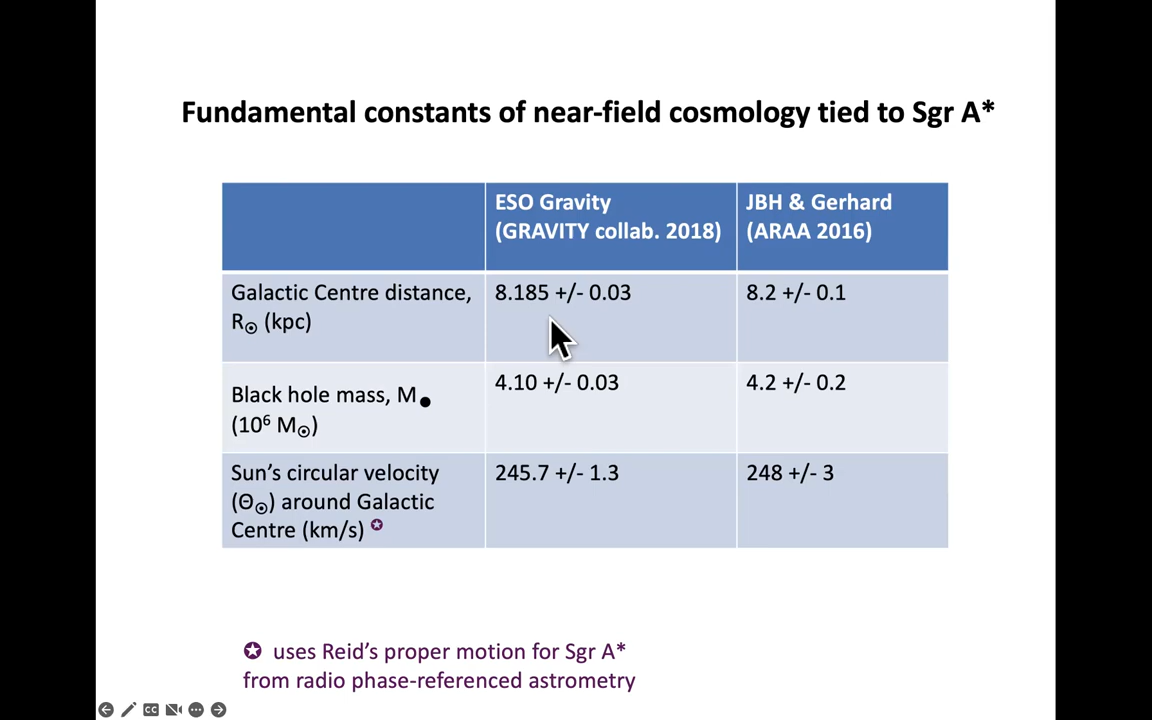 Fundamental constants of near-field cosmology tied to Sgr A*
ESO Gravity
(GRAVITY collab. 2018)
JBH & Gerhard
(ARAA 2016)
Galactic Centre distance,
R☉ (kpc)
8.185 +/- 0.03
8.2 +/- 0.1
Black hole mass, M●
(10⁶ M☉)
4.10 +/- 0.03
4.2 +/- 0.2
Sun’s circular velocity
(Θ☉) around Galactic
Centre (km/s) ✪
245.7 +/- 1.3
248 +/- 3
✪ uses Reid’s proper motion for Sgr A*
from radio phase-referenced astrometry
CC